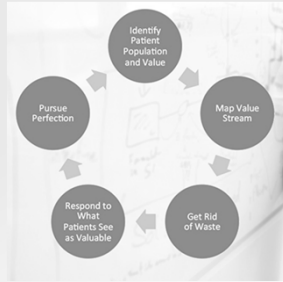 Identify
Patient
Population
and Value
Map Value
Stream
Get Rid
of Waste
Respond to
What
Patients See
as Valuable
Pursue
Perfection